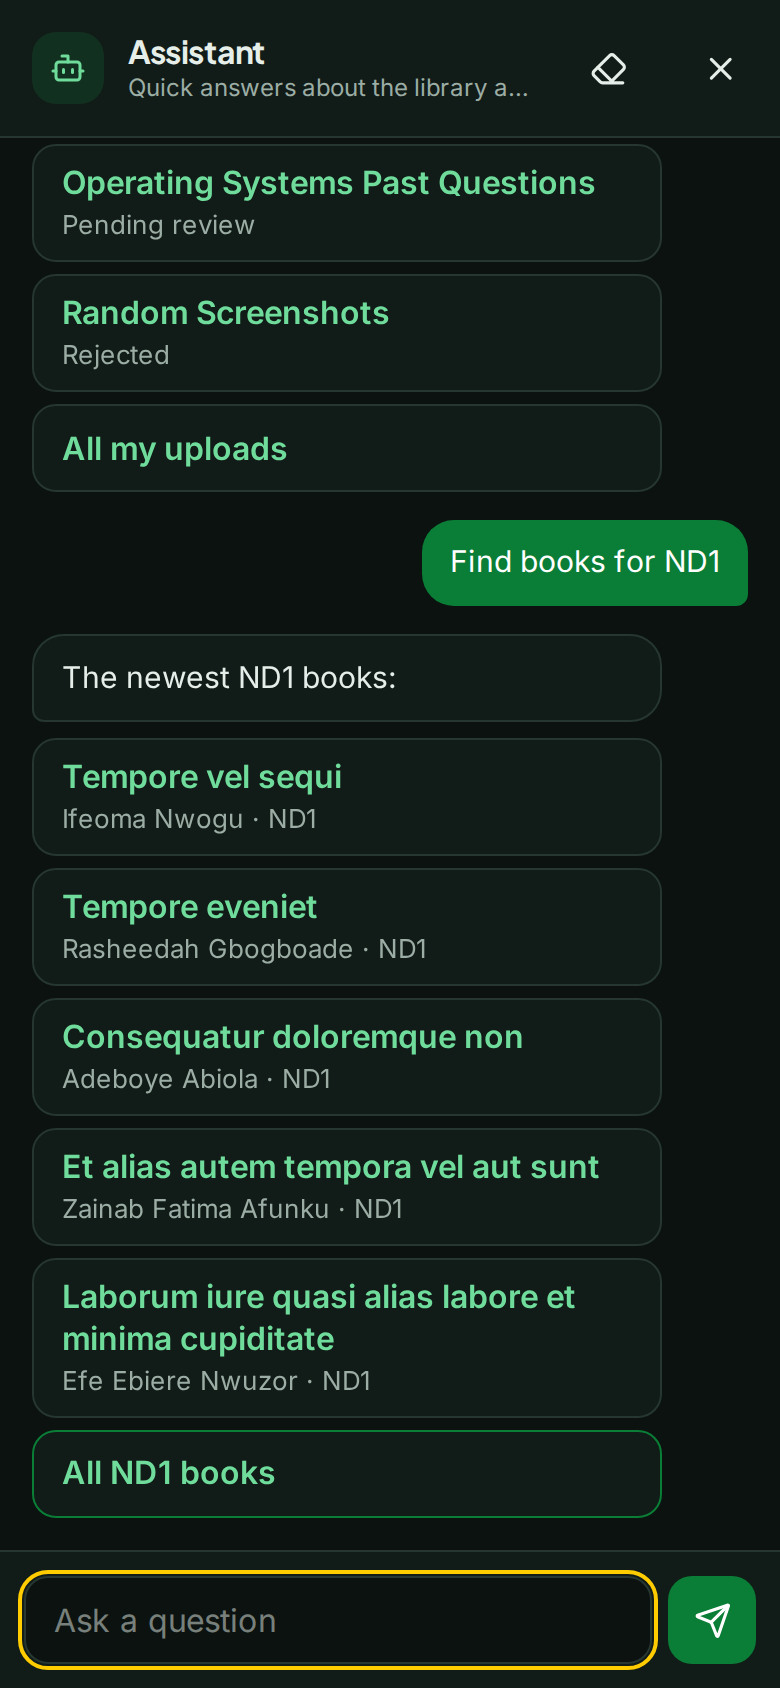 Assistant
Quick answers about the library a...
Operating Systems Past Questions
Pending review
Random Screenshots
Rejected
All my uploads
Find books for ND1
The newest ND1 books:
Tempore vel sequi
Ifeoma Nwogu · ND1
Tempore eveniet
Rasheedah Gbogboade · ND1
Consequatur doloremque non
Adeboye Abiola · ND1
Et alias autem tempora vel aut sunt
Zainab Fatima Afunku · ND1
Laborum iure quasi alias labore et
minima cupiditate
Efe Ebiere Nwuzor · ND1
All ND1 books
Ask a question